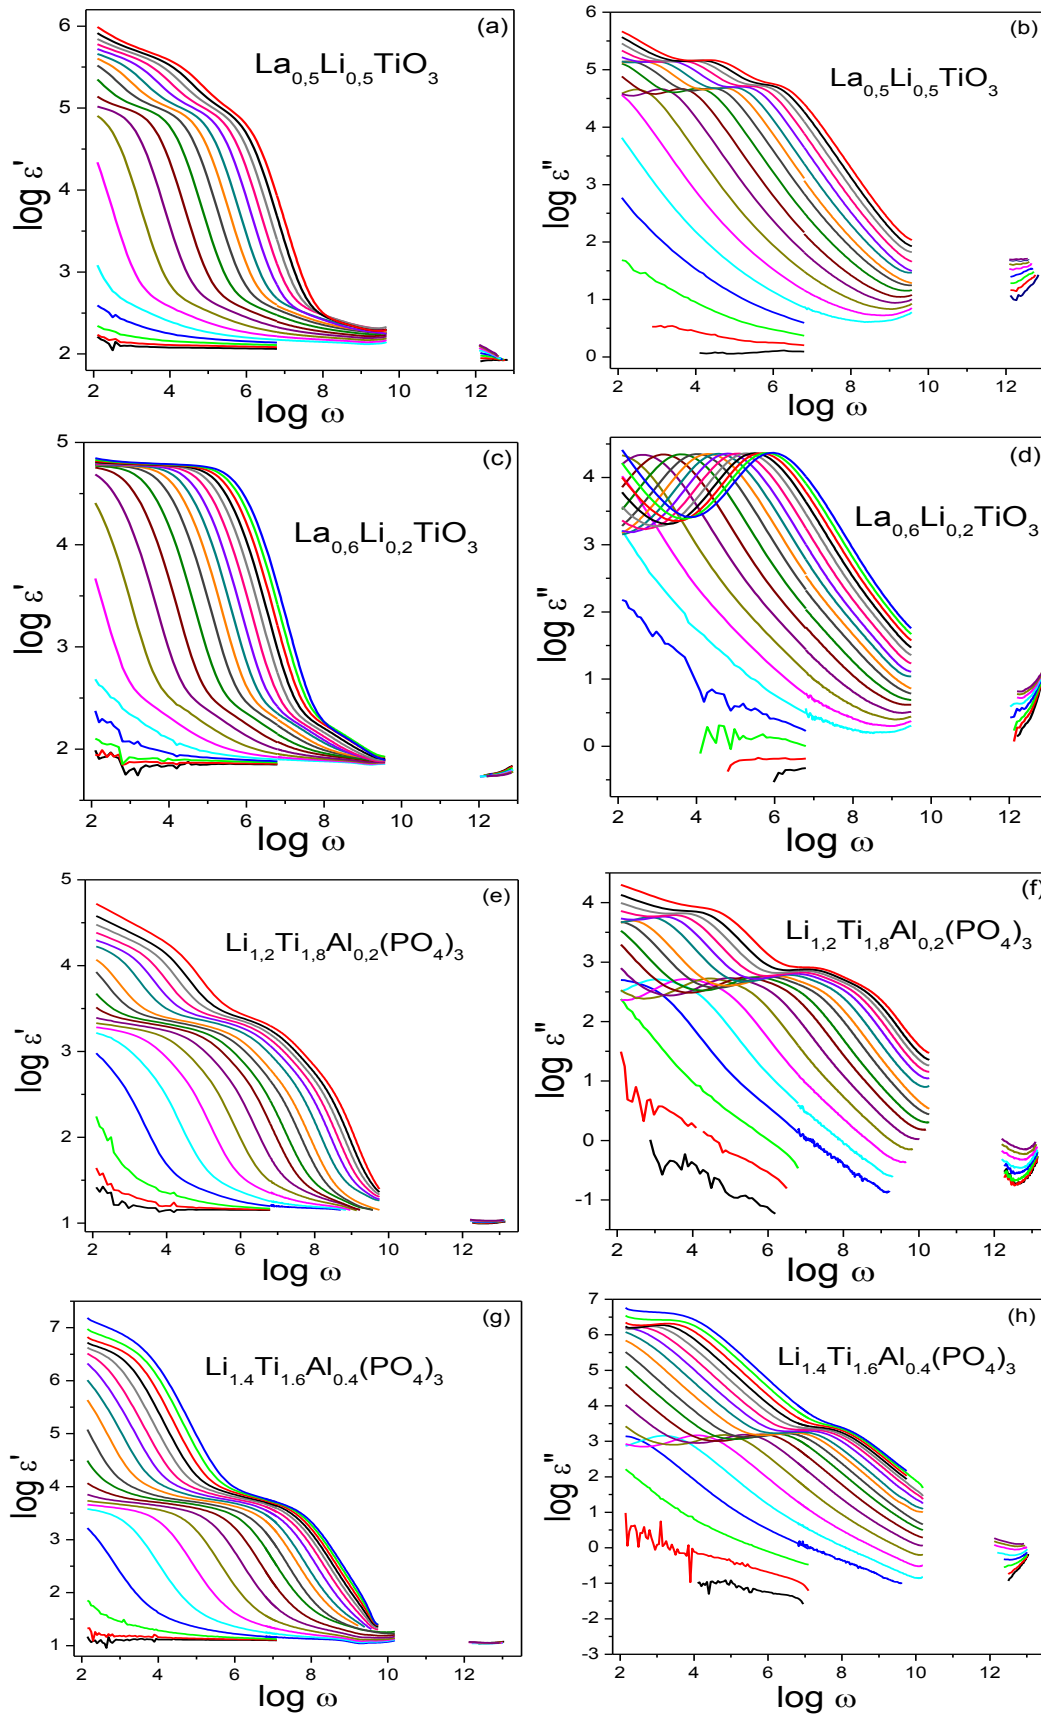 (a)
La0,5Li0,5TiO3
log ε'
6
5
4
3
2
2 4 6 8 10 12
log ω
(b)
La0,5Li0,5TiO3
log ε''
6
5
4
3
2
1
0
2 4 6 8 10 12
log ω
(c)
La0,6Li0,2TiO3
log ε'
5
4
3
2
2 4 6 8 10 12
log ω
(d)
La0,6Li0,2TiO3
log ε''
4
3
2
1
0
2 4 6 8 10 12
log ω
(e)
Li1,2Ti1,8Al0,2(PO4)3
log ε'
5
4
3
2
1
2 4 6 8 10 12
log ω
(f)
Li1,2Ti1,8Al0,2(PO4)3
log ε''
4
3
2
1
0
-1
2 4 6 8 10 12
log ω
(g)
Li1.4Ti1.6Al0.4(PO4)3
log ε'
7
6
5
4
3
2
1
2 4 6 8 10 12
log ω
(h)
Li1.4Ti1.6Al0.4(PO4)3
log ε''
7
6
5
4
3
2
1
0
-1
-2
-3
2 4 6 8 10 12
log ω